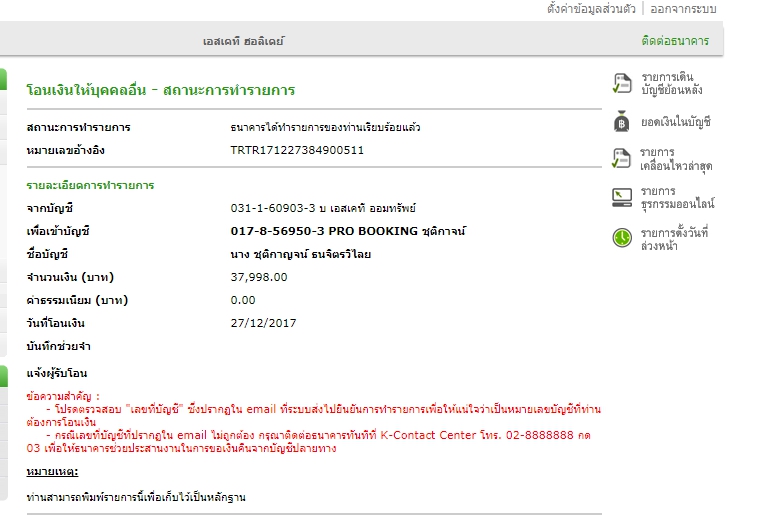 ตั้งค่าข้อมูลส่วนตัว | ออกจากระบบ
เอสเคที ฮอลิเดย์
ติดต่อธนาคาร
โอนเงินให้บุคคลอื่น - สถานะการทำรายการ
สถานะการทำรายการ ธนาคารได้ทำรายการของท่านเรียบร้อยแล้ว
หมายเลขอ้างอิง TRTR171227384900511
รายละเอียดการทำรายการ
จากบัญชี 031-1-60903-3 บ เอสเคที ออมทรัพย์
เพื่อเข้าบัญชี 017-8-56950-3 PRO BOOKING ชุติกาจน์
ชื่อบัญชี นาง ชุติกาญจน์ ธนจิตรวิไลย
จำนวนเงิน (บาท) 37,998.00
ค่าธรรมเนียม (บาท) 0.00
วันที่โอนเงิน 27/12/2017
บันทึกช่วยจำ
แจ้งผู้รับโอน
ข้อความสำคัญ :
- โปรดตรวจสอบ "เลขที่บัญชี" ซึ่งปรากฏใน email ที่ระบบส่งไปยืนยันการทำรายการเพื่อให้แน่ใจว่าเป็นหมายเลขบัญชีที่ท่าน
ต้องการโอนเงิน
- กรณีเลขที่บัญชีที่ปรากฏใน email ไม่ถูกต้อง กรุณาติดต่อธนาคารทันทีที่ K-Contact Center โทร. 02-8888888 กด
03 เพื่อให้ธนาคารช่วยประสานงานในการขอเงินคืนจากบัญชีปลายทาง
หมายเหตุ:
ท่านสามารถพิมพ์รายการนี้เพื่อเก็บไว้เป็นหลักฐาน
รายการเดิน
บัญชีย้อนหลัง
ยอดเงินในบัญชี
รายการ
เคลื่อนไหวล่าสุด
รายการ
ธุรกรรมออนไลน์
รายการตั้งวันที่
ล่วงหน้า